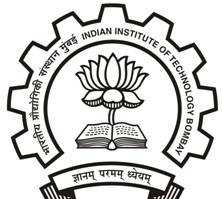 भारतीय प्रौद्योगिकी संस्थान मुंबई
INDIAN INSTITUTE OF TECHNOLOGY BOMBAY
ज्ञानम् परमम् ध्येयम्